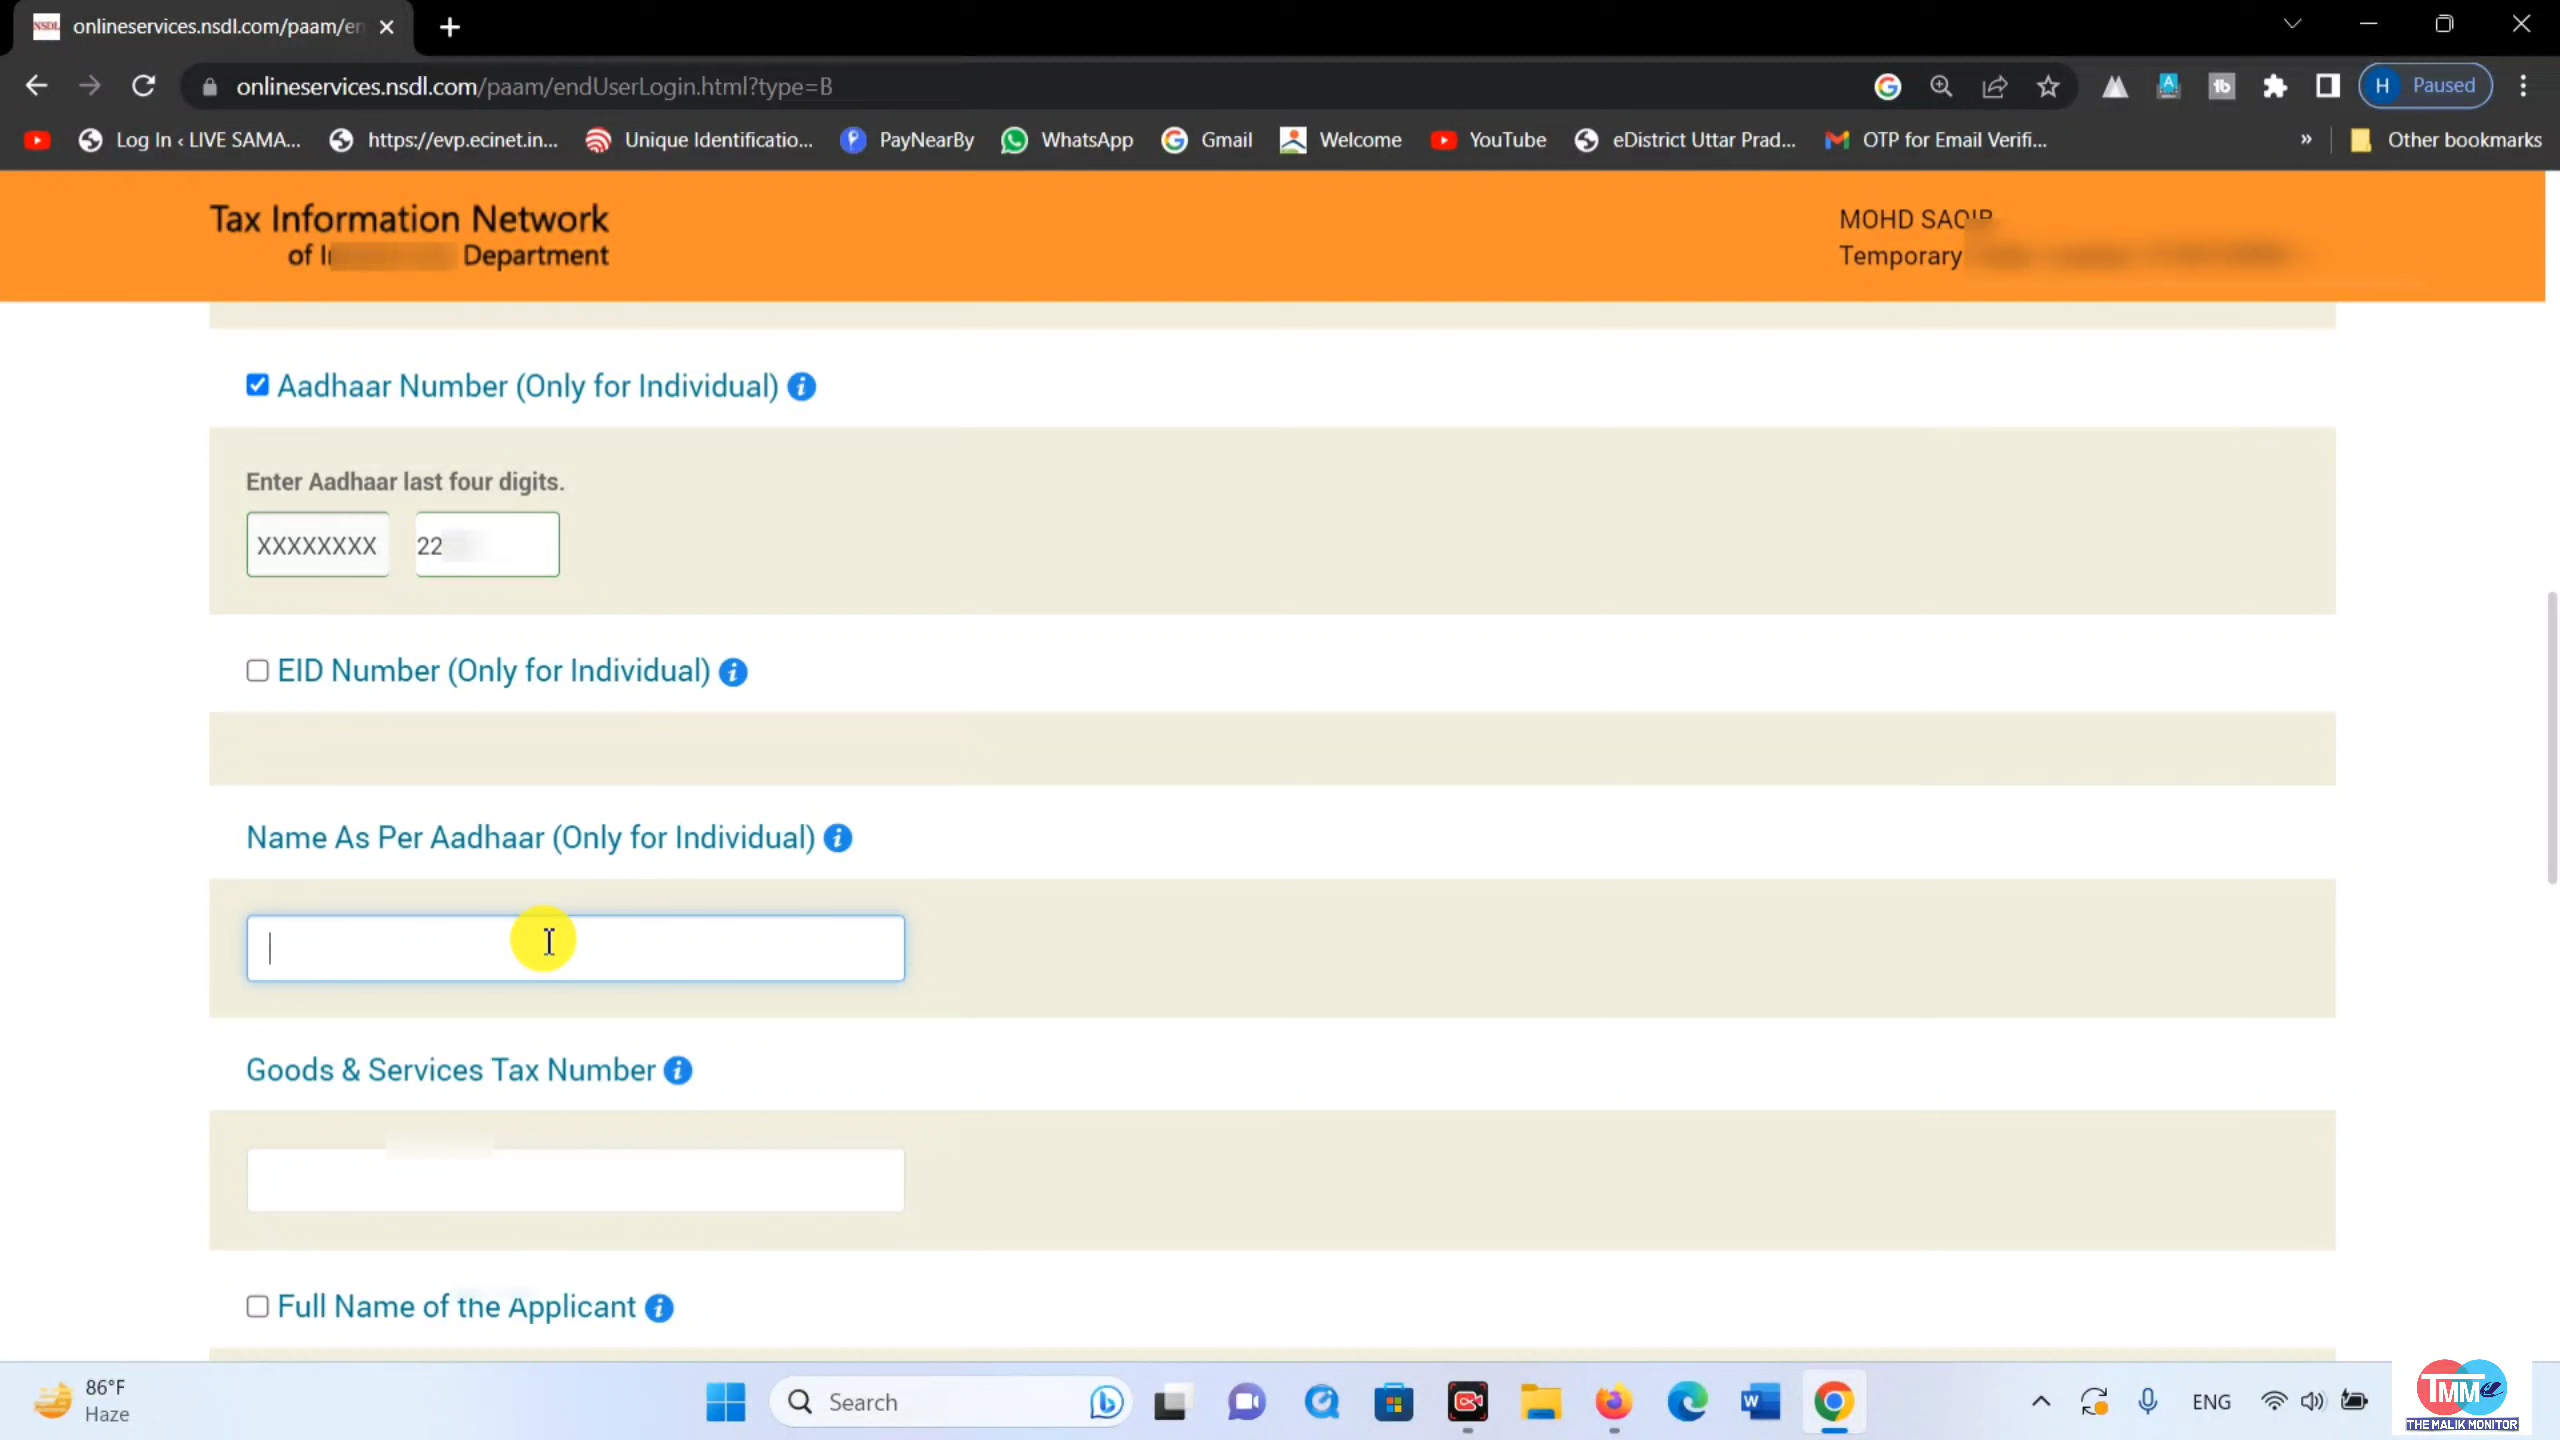 onlineservices.nsdl.com/paam/en
onlineservices.nsdl.com/paam/endUserLogin.html?type=B
H Paused
Log In ‹ LIVE SAMA...
https://evp.ecinet.in...
Unique Identificatio...
PayNearBy
WhatsApp
Gmail
Welcome
YouTube
eDistrict Uttar Prad...
OTP for Email Verifi...
»
Other bookmarks
Tax Information Network
of Department
MOHD SAQIB
Temporary
Aadhaar Number (Only for Individual)
Enter Aadhaar last four digits.
XXXXXXXX 22
EID Number (Only for Individual)
Name As Per Aadhaar (Only for Individual)
Goods & Services Tax Number
Full Name of the Applicant
86°F
Haze
Search
ENG
TMM
THE MALIK MONITOR